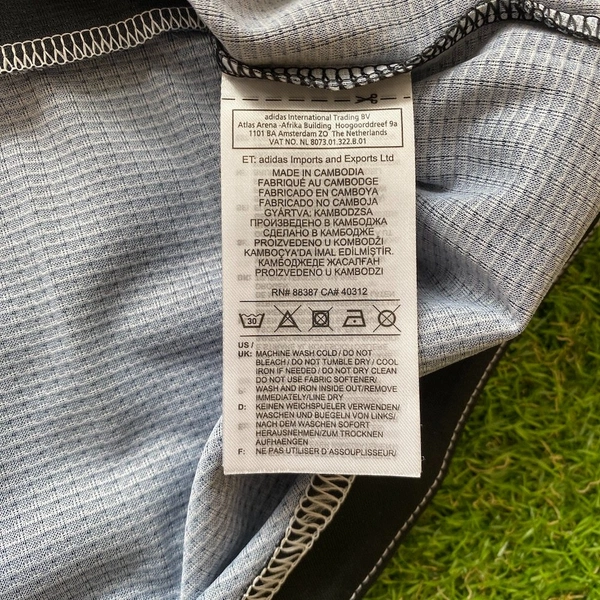 adidas International Trading BV
Atlas Arena -Afrika Building Hoogoorddreef 9a
1101 BA Amsterdam ZO The Netherlands
VAT NO. NL 8073.01.322.B.01
ET; adidas Imports and Exports Ltd
MADE IN CAMBODIA
FABRIQUÉ AU CAMBODGE
FABRICADO EN CAMBOYA
FABRICADO NO CAMBOJA
GYÁRTVA: KAMBODZSA
ПРОИЗВЕДЕНО В КАМБОДЖА
СДЕЛАНО В КАМБОДЖЕ
PROIZVEDENO U KOMBODŽI
KAMBOÇYA'DA İMAL EDİLMİŞTİR.
КАМБОДЖЕДЕ ЖАСАЛҒАН
PROIZVEDENO U KAMBODZI
RN# 88387 CA# 40312
30
US /
UK: MACHINE WASH COLD / DO NOT
BLEACH / DO NOT TUMBLE DRY / COOL
IRON IF NEEDED / DO NOT DRY CLEAN
DO NOT USE FABRIC SOFTENER/
WASH AND IRON INSIDE OUT/REMOVE
IMMEDIATELY/LINE DRY
D: KEINEN WEICHSPUELER VERWENDEN/
WASCHEN UND BUEGELN VON LINKS/
NACH DEM WASCHEN SOFORT
HERAUSNEHMEN/ZUM TROCKNEN
AUFHAENGEN
F: NE PAS UTILISER D'ASSOUPLISEUR/